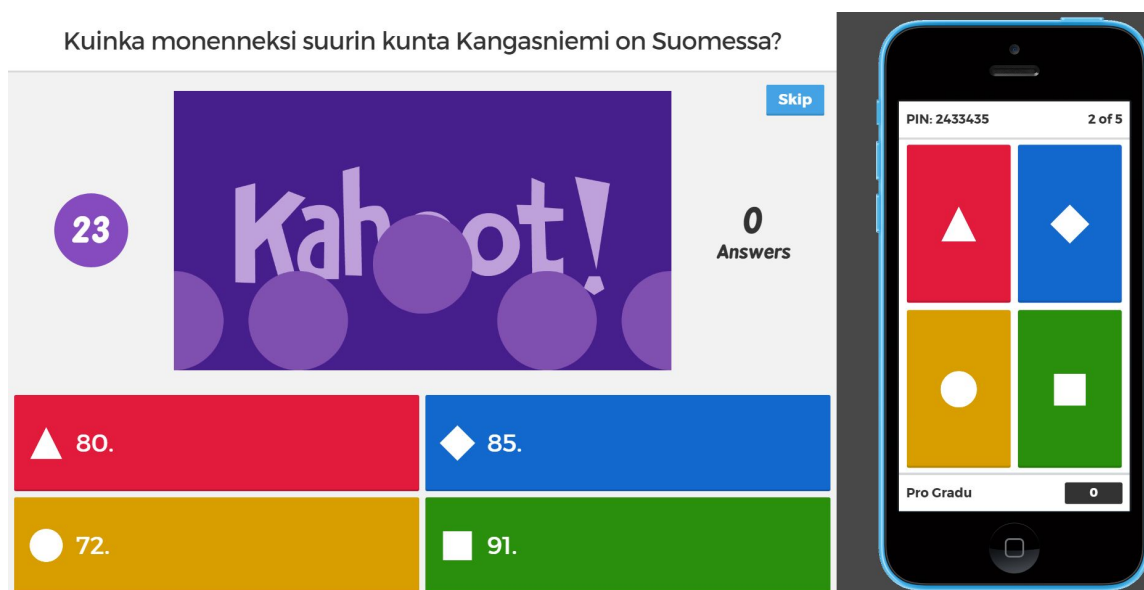 Kuinka monenneksi suurin kunta Kangasniemi on Suomessa?
Skip
23
Kahoot!
0
Answers
80.
85.
72.
91.
PIN: 2433435 2 of 5
Pro Gradu 0